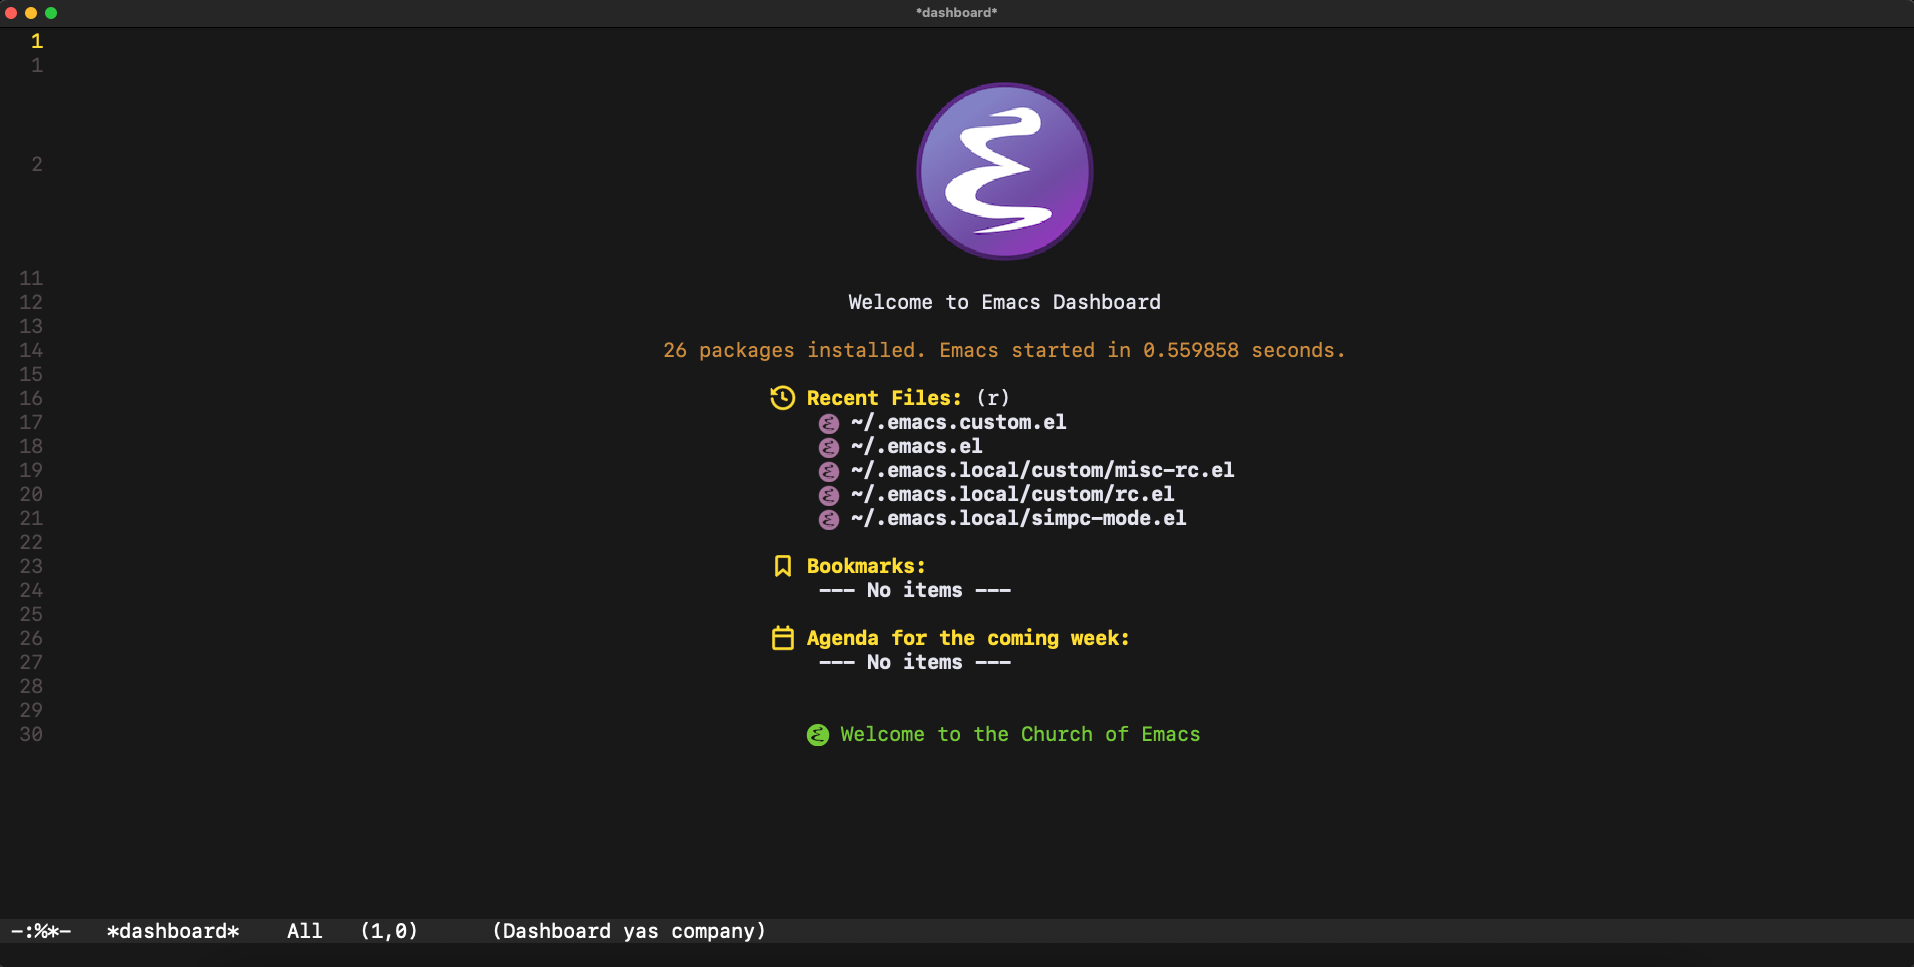 *dashboard*
1
1
2
11
12 Welcome to Emacs Dashboard
13
14 26 packages installed. Emacs started in 0.559858 seconds.
15
16 Recent Files: (r)
17 ~/.emacs.custom.el
18 ~/.emacs.el
19 ~/.emacs.local/custom/misc-rc.el
20 ~/.emacs.local/custom/rc.el
21 ~/.emacs.local/simpc-mode.el
22
23 Bookmarks:
24 --- No items ---
25
26 Agenda for the coming week:
27 --- No items ---
28
29
30 Welcome to the Church of Emacs
-:%*- *dashboard* All (1,0) (Dashboard yas company)